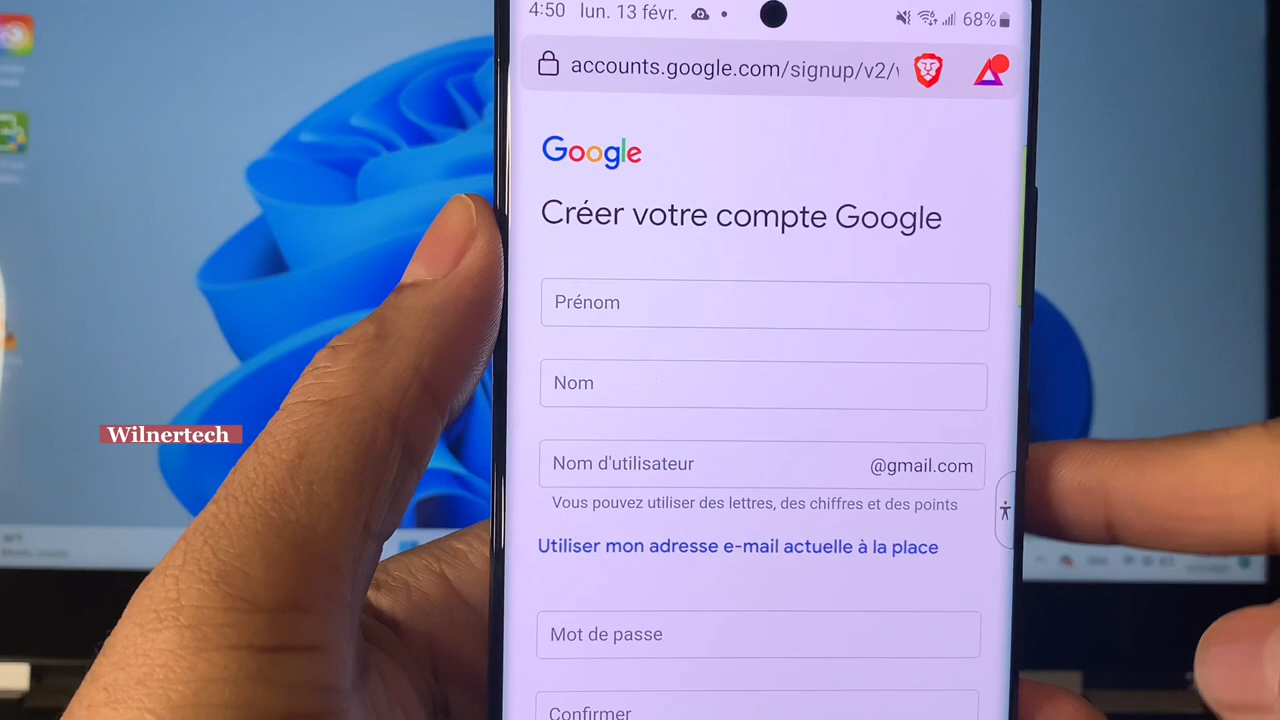 4:50 lun. 13 févr. 68%
accounts.google.com/signup/v2/
Google
Créer votre compte Google
Prénom
Nom
Nom d'utilisateur @gmail.com
Vous pouvez utiliser des lettres, des chiffres et des points
Utiliser mon adresse e-mail actuelle à la place
Mot de passe
Confirmer
Wilnertech